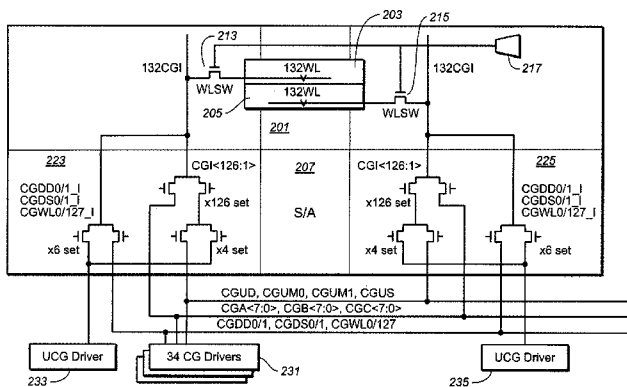 213
203
215
132CGI
132WL
132CGI
217
WLSW
132WL
WLSW
205
201
223
CGI<126:1>
207
CGI<126:1>
225
CGDD0/1_I
CGDS0/1_I
CGWL0/127_I
x126 set
S/A
x126 set
CGDD0/1_I
CGDS0/1_I
CGWL0/127_I
x6 set
x4 set
x4 set
x6 set
CGUD, CGUM0, CGUM1, CGUS
CGA<7:0>, CGB<7:0>, CGC<7:0>
CGDD0/1, CGDS0/1, CGWL0/127
UCG Driver
34 CG Drivers
UCG Driver
233
231
235